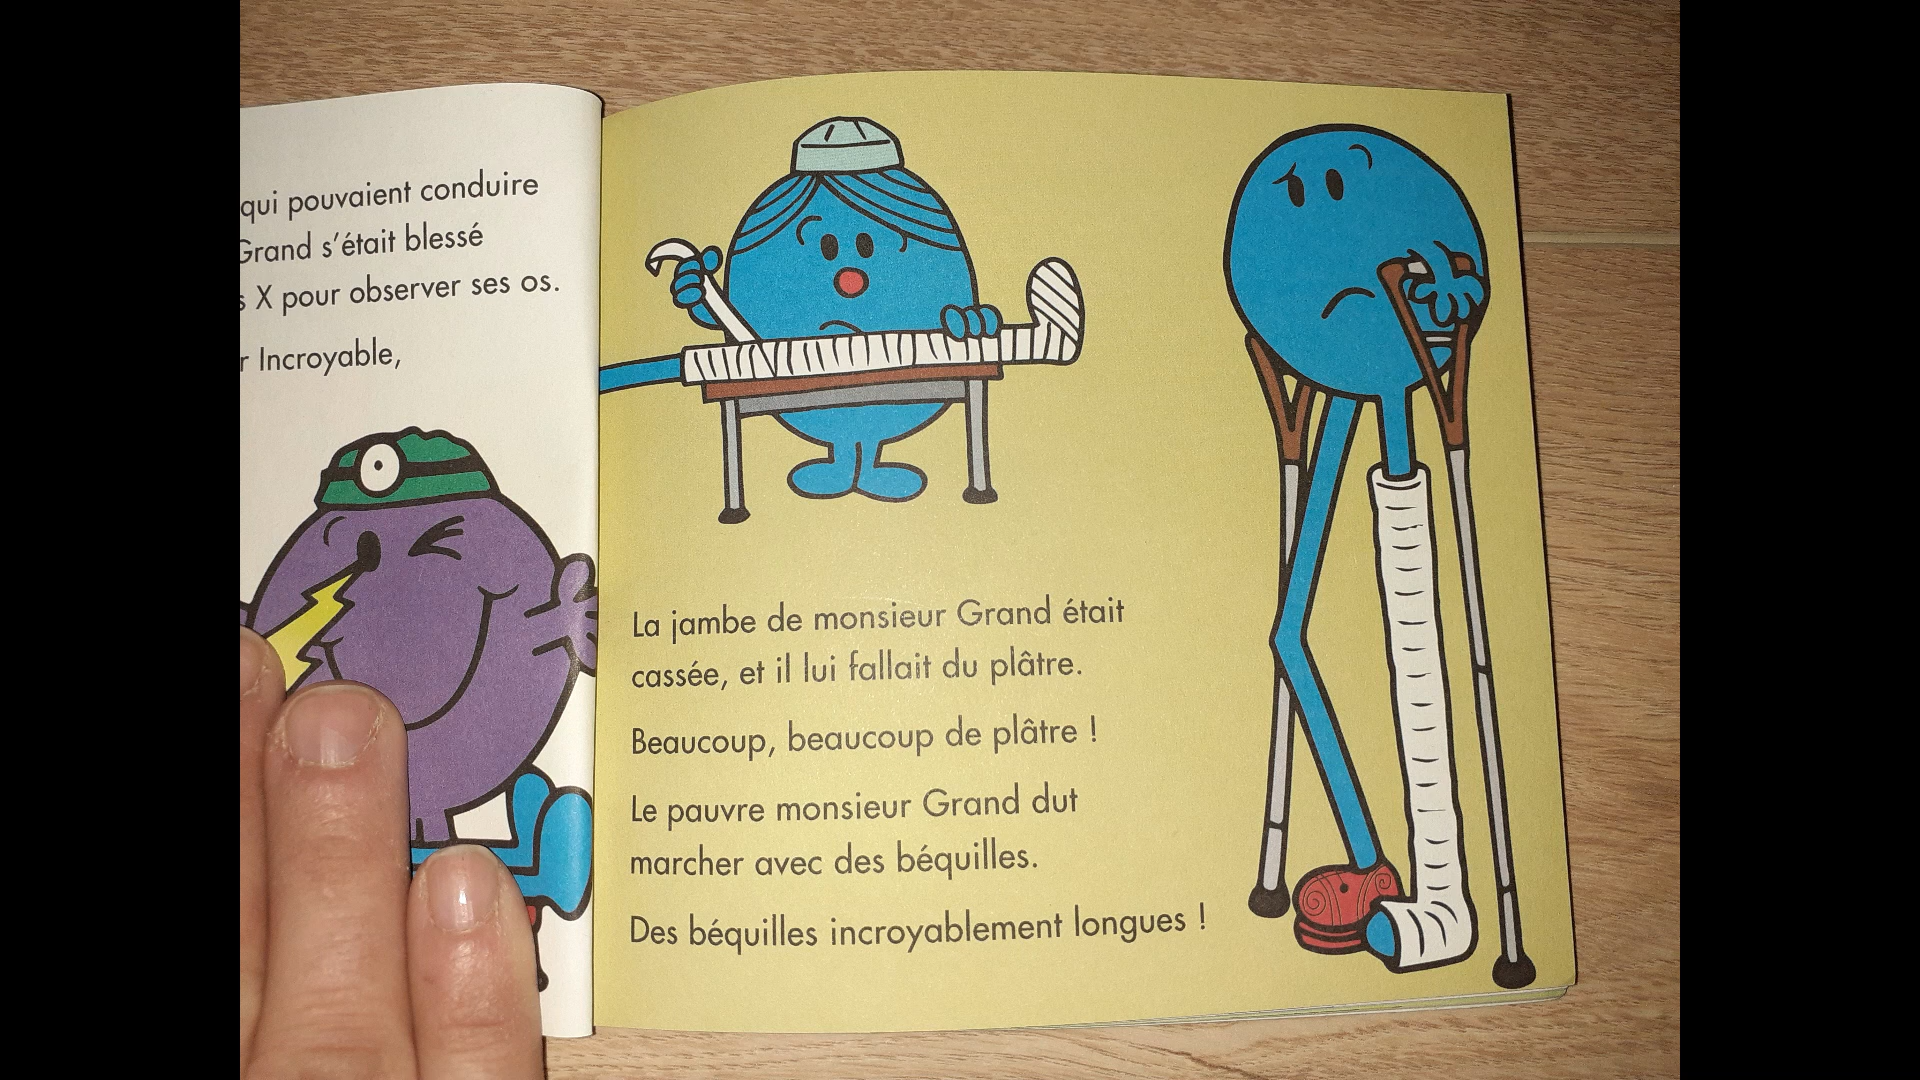 qui pouvaient conduire
Grand s'était blessé
X pour observer ses os.
Incroyable,
La jambe de monsieur Grand était
cassée, et il lui fallait du plâtre.
Beaucoup, beaucoup de plâtre !
Le pauvre monsieur Grand dut
marcher avec des béquilles.
Des béquilles incroyablement longues !